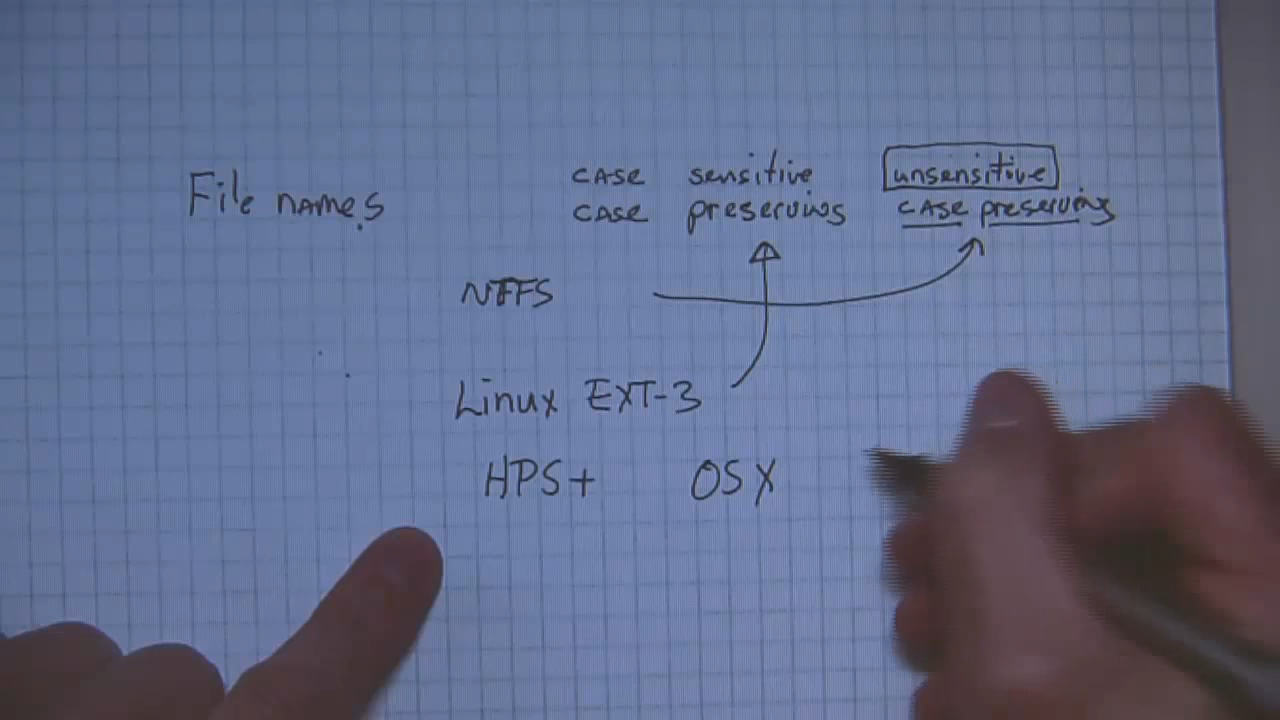 File names
case sensitive unsensitive
case preserving case preserving
NTFS
Linux EXT-3
HPS+ OSX